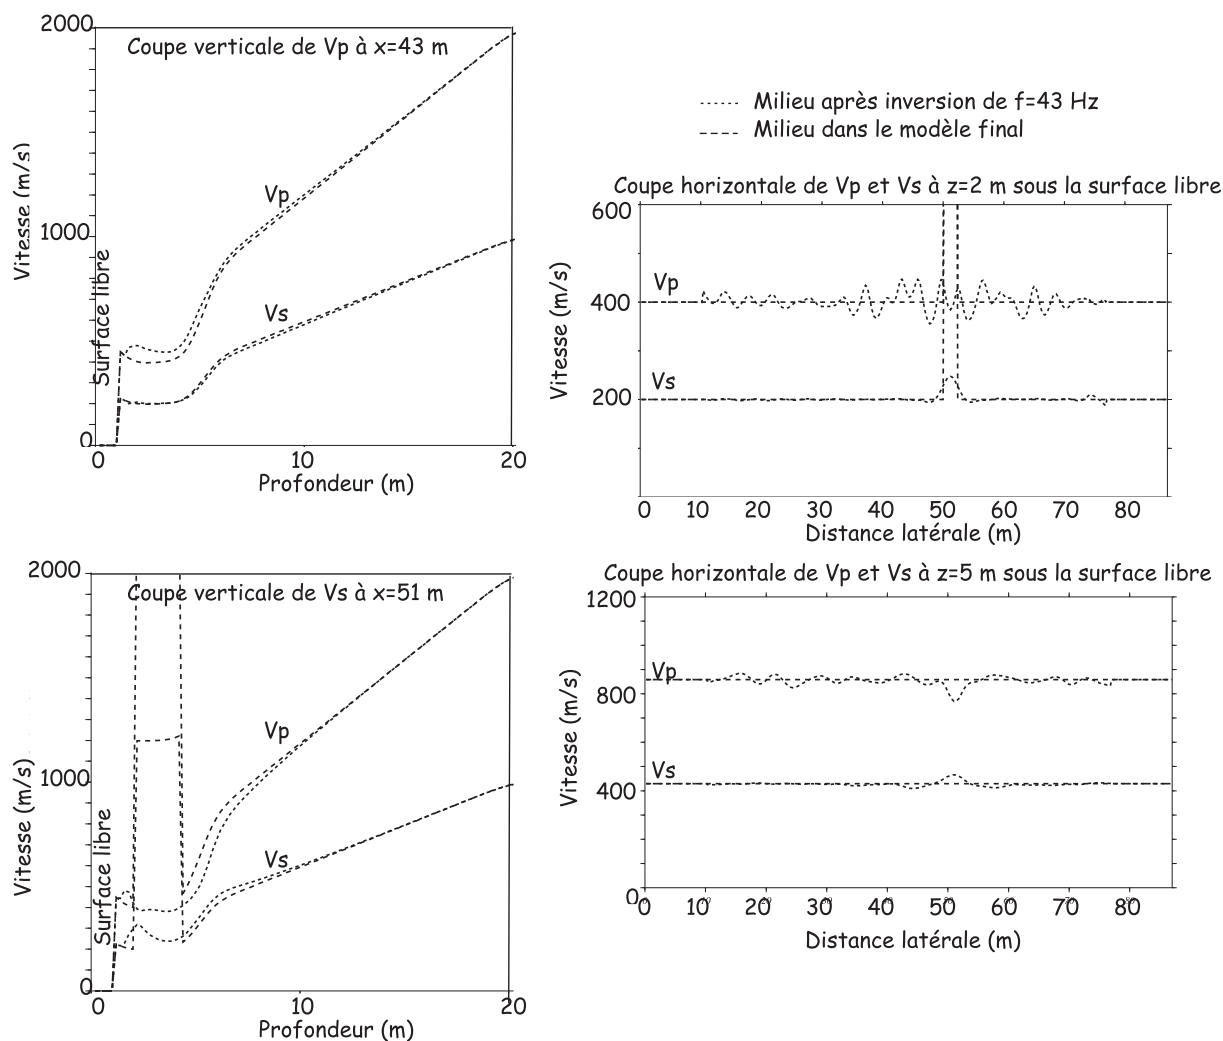 2000
Coupe verticale de Vp à x=43 m
Vitesse (m/s)
1000
Vp
Surface libre
Vs
0
0 10 20
Profondeur (m)
Milieu après inversion de f=43 Hz
Milieu dans le modèle final
Coupe horizontale de Vp et Vs à z=2 m sous la surface libre
600
Vp
400
Vitesse (m/s)
Vs
200
0 10 20 30 40 50 60 70 80
Distance latérale (m)
2000
Coupe verticale de Vs à x=51 m
Vp
1000
Vitesse (m/s)
Surface libre
Vs
0
0 10 20
Profondeur (m)
Coupe horizontale de Vp et Vs à z=5 m sous la surface libre
1200
Vp
800
Vitesse (m/s)
Vs
400
0
0 10 20 30 40 50 60 70 80
Distance latérale (m)